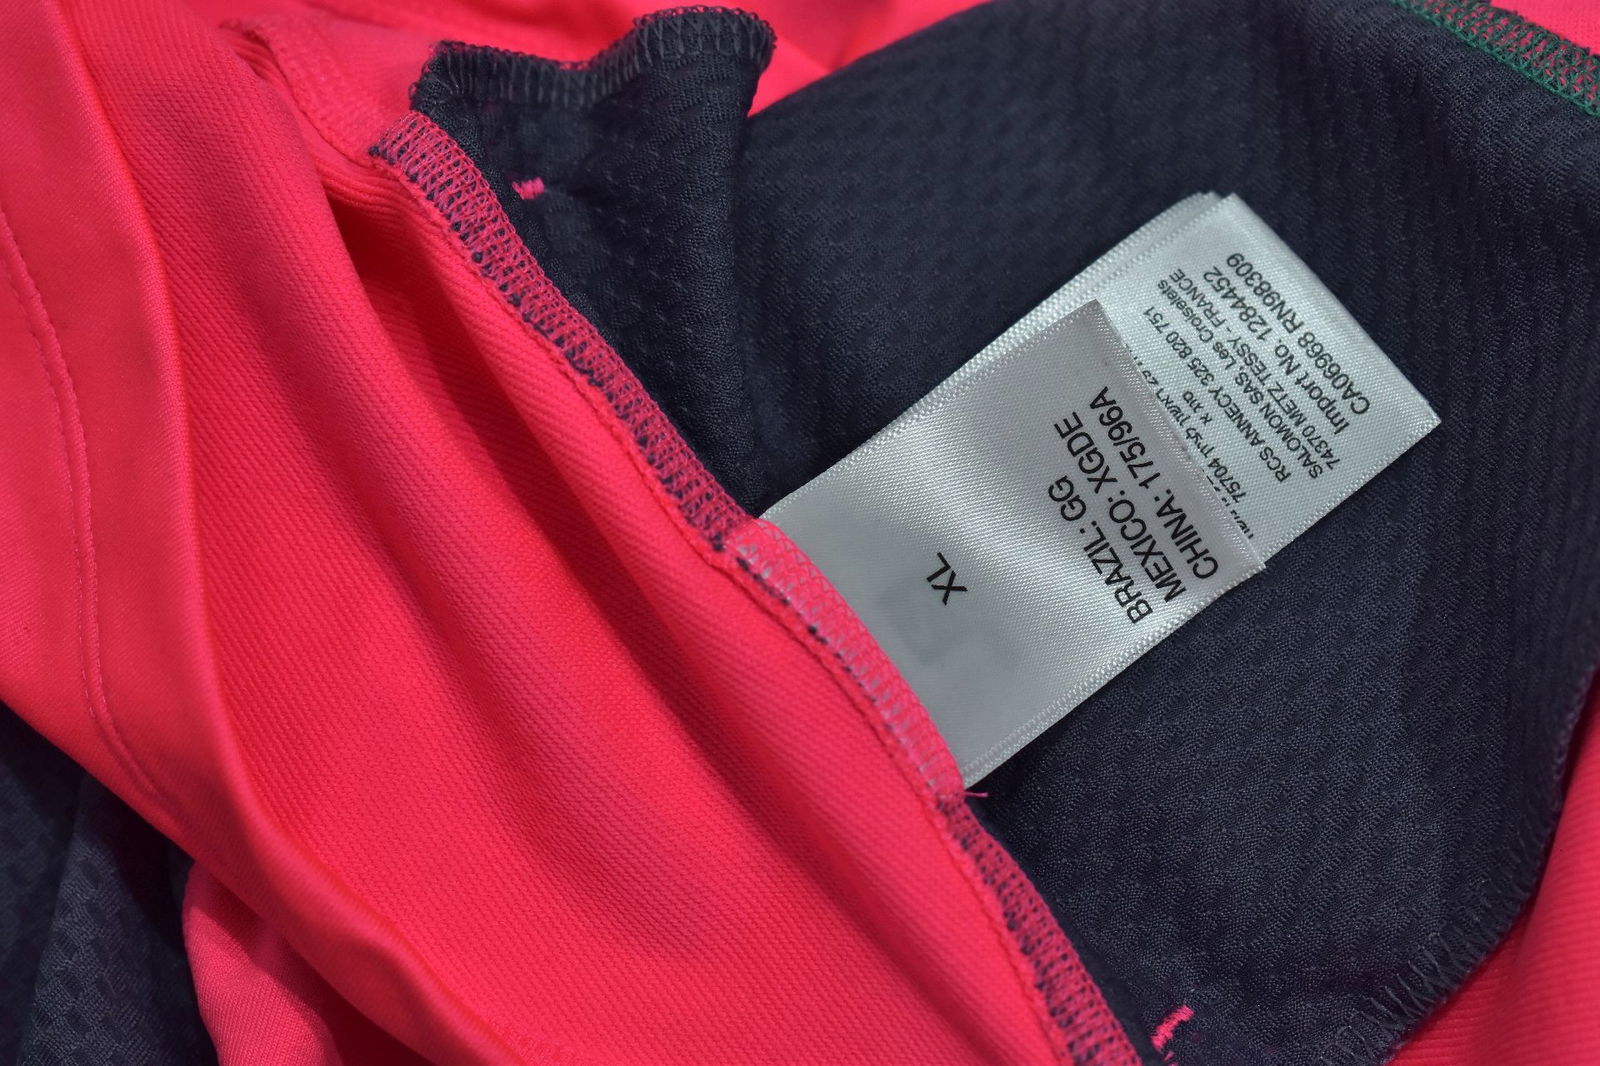 XL
BRAZIL: GG
MEXICO: XGDE
CHINA: 175/96A
75704
RCS ANNECY 325 820 751
SALOMON SAS, Les Croiselets
74370 METZ TESSY - FRANCE
Import No. 1284452
CA06968 RN98309